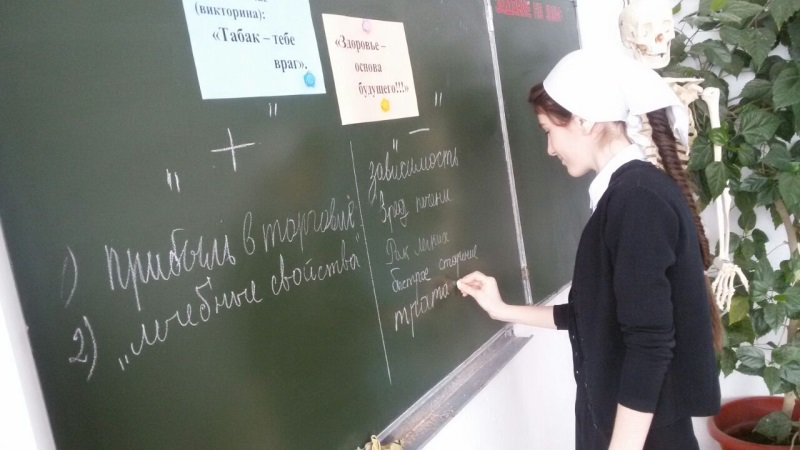 (викторина):
«Табак – тебе
враг».
«Здоровье –
основа
будущего!!!»
" + "
" – "
1) прибыль в торговле
2) „лечебные свойства"
зависимость
Вред печени
Рак легких
быстрое старение
трата